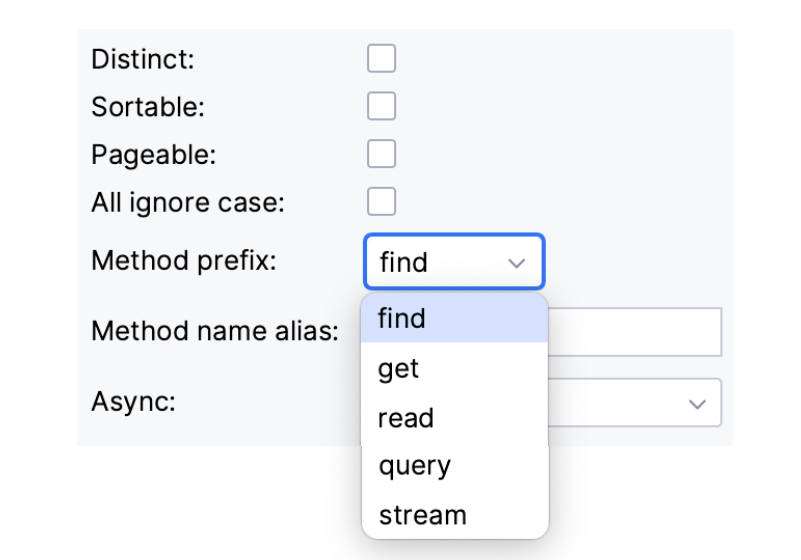 Distinct:
Sortable:
Pageable:
All ignore case:
Method prefix: find
find
Method name alias:
get
Async:
read
query
stream